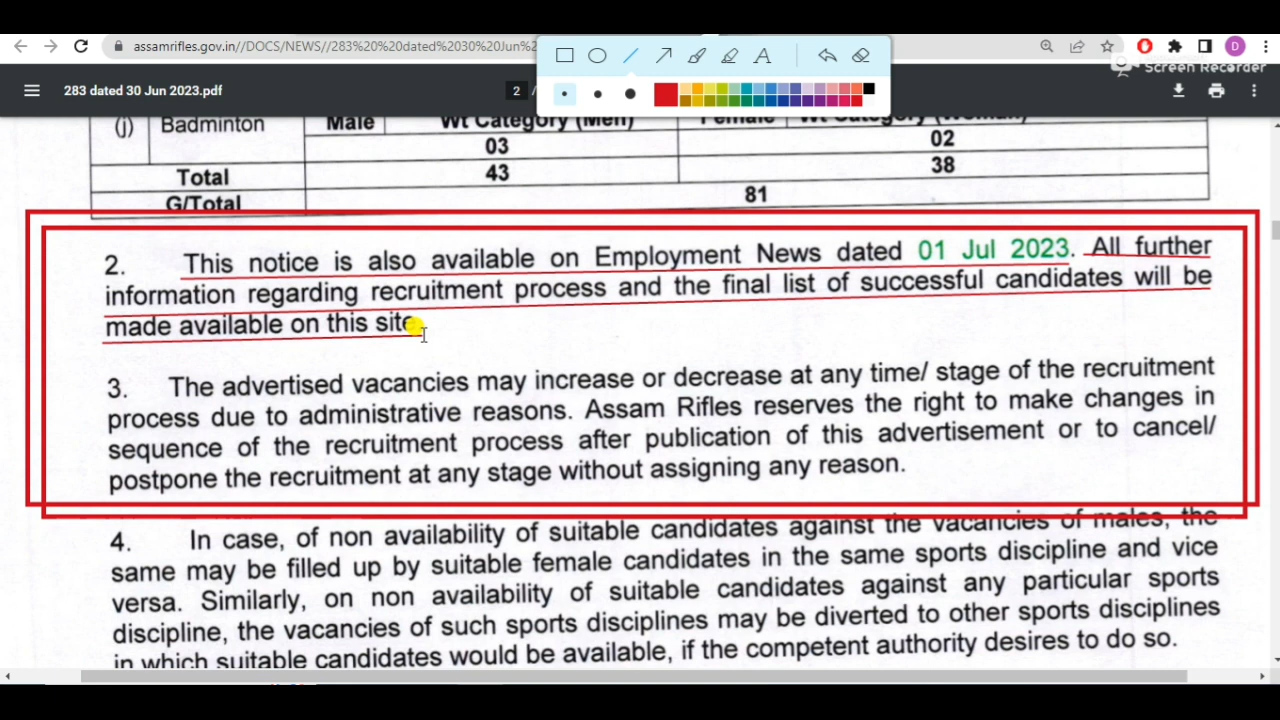 assamrifles.gov.in//DOCS/NEWS//283%20%20dated%2030%20Jun%2
A
D
Screen Recorder
283 dated 30 Jun 2023.pdf
2 /
(j) Badminton Male Wt Category (Men) Female Wt Category (Woman)
03 02
Total 43 38
G/Total 81
2. This notice is also available on Employment News dated 01 Jul 2023. All further
information regarding recruitment process and the final list of successful candidates will be
made available on this site.
3. The advertised vacancies may increase or decrease at any time/ stage of the recruitment
process due to administrative reasons. Assam Rifles reserves the right to make changes in
sequence of the recruitment process after publication of this advertisement or to cancel/
postpone the recruitment at any stage without assigning any reason.
4. In case, of non availability of suitable candidates against the vacancies of males, the
same may be filled up by suitable female candidates in the same sports discipline and vice
versa. Similarly, on non availability of suitable candidates against any particular sports
discipline, the vacancies of such sports disciplines may be diverted to other sports disciplines
in which suitable candidates would be available, if the competent authority desires to do so.